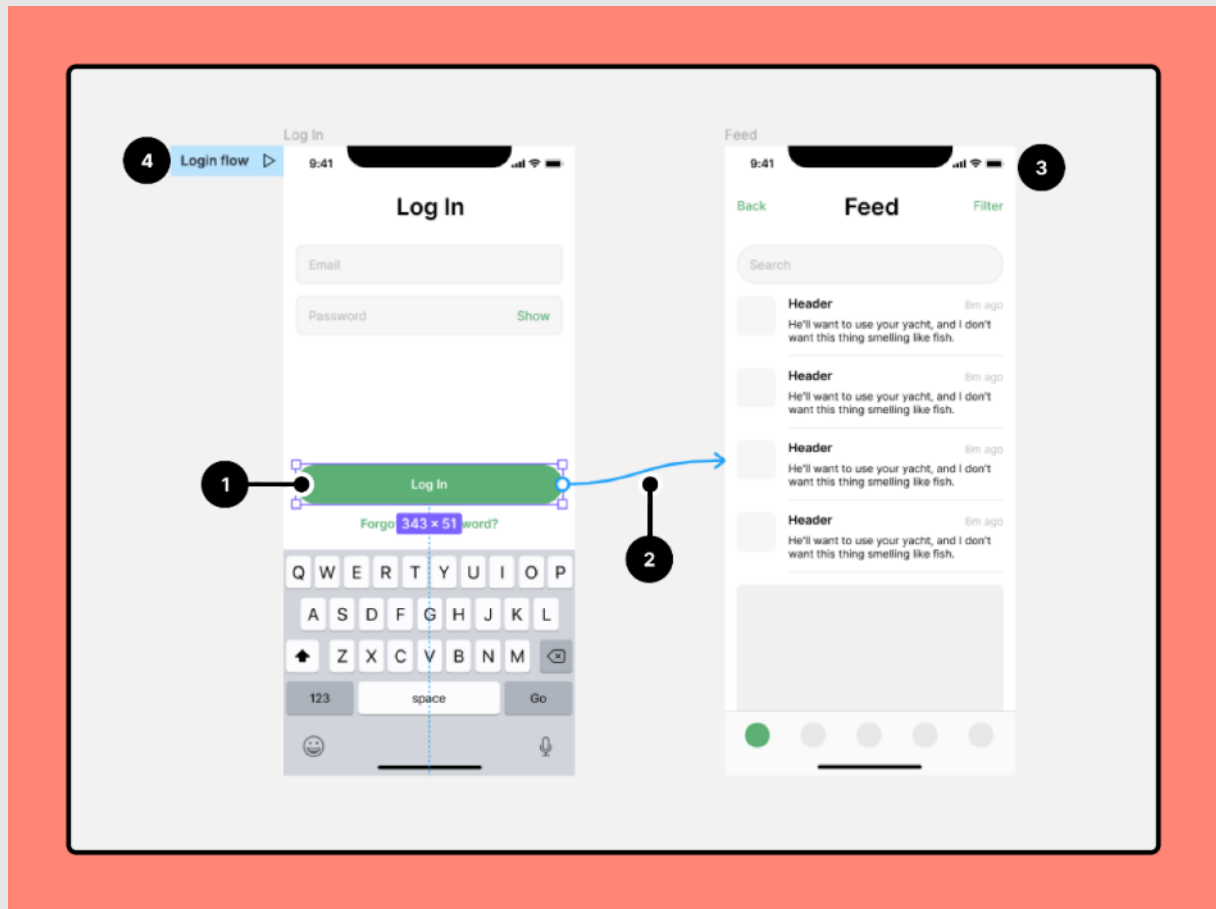 Log In
Feed
4
Login flow
9:41
9:41
3
Log In
Back
Feed
Filter
Email
Search
Password
Show
Header
8m ago
He'll want to use your yacht, and I don't
want this thing smelling like fish.
Header
8m ago
He'll want to use your yacht, and I don't
want this thing smelling like fish.
Header
8m ago
He'll want to use your yacht, and I don't
want this thing smelling like fish.
Header
8m ago
He'll want to use your yacht, and I don't
want this thing smelling like fish.
1
Log In
2
Forgo 343 × 51 word?
Q W E R T Y U I O P
A S D F G H J K L
Z X C V B N M
123
space
Go